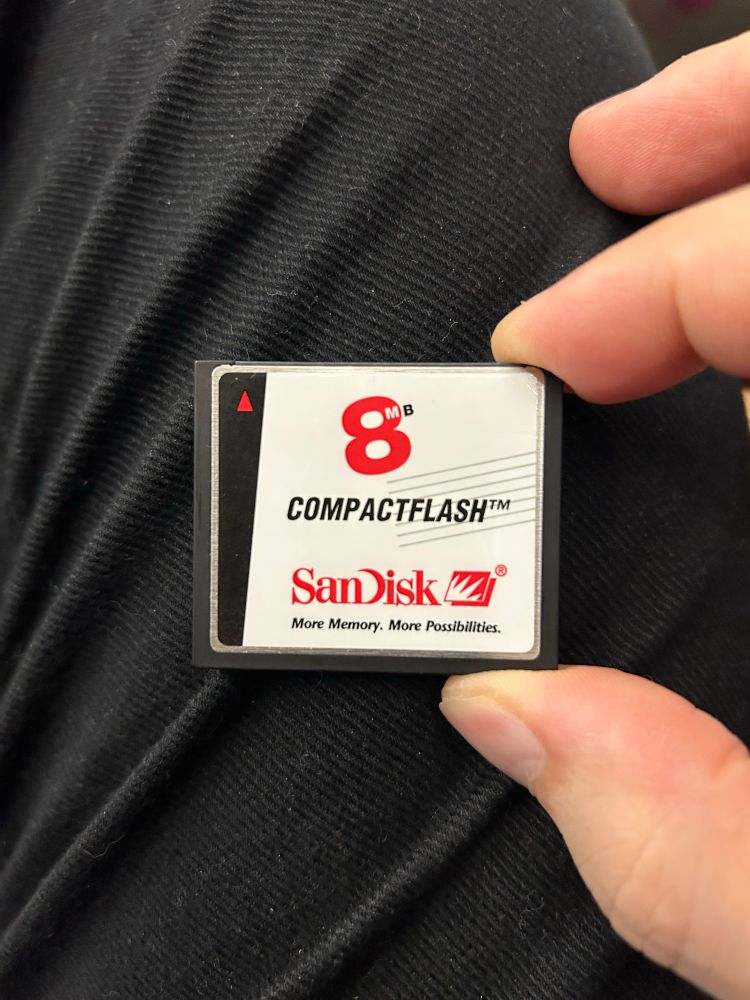 8MB
COMPACTFLASH™
SanDisk®
More Memory. More Possibilities.